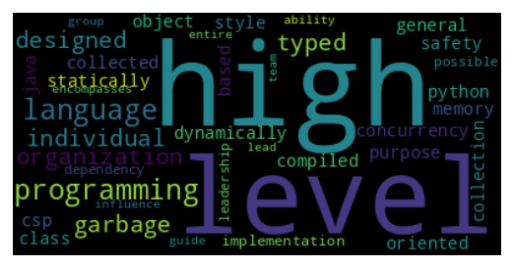 group ability
object style general
designed entire typed safety
java collected based team possible
statically encompasses high python
language memory
individual dynamically concurrency
organization lead compiled purpose
dependency leadership collection
programming level
influence
csp garbage
class guide implementation oriented